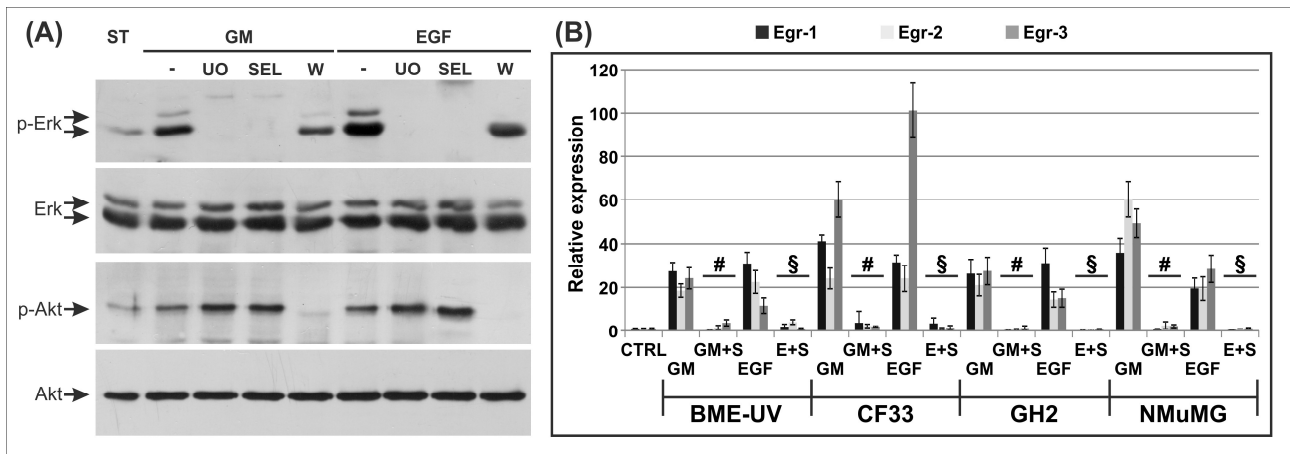 (A)
ST GM EGF
- UO SEL W - UO SEL W
p-Erk
Erk
p-Akt
Akt
(B)
Egr-1 Egr-2 Egr-3
Relative expression
120
100
80
60
40
20
0
# § # § # § # §
CTRL GM+S E+S GM+S E+S GM+S E+S GM+S E+S
GM EGF GM EGF GM EGF GM EGF
BME-UV CF33 GH2 NMuMG